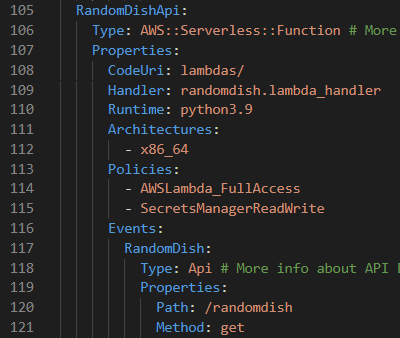 105 RandomDishApi:
106 Type: AWS::Serverless::Function # More
107 Properties:
108 CodeUri: lambdas/
109 Handler: randomdish.lambda_handler
110 Runtime: python3.9
111 Architectures:
112 - x86_64
113 Policies:
114 - AWSLambda_FullAccess
115 - SecretsManagerReadWrite
116 Events:
117 RandomDish:
118 Type: Api # More info about API
119 Properties:
120 Path: /randomdish
121 Method: get